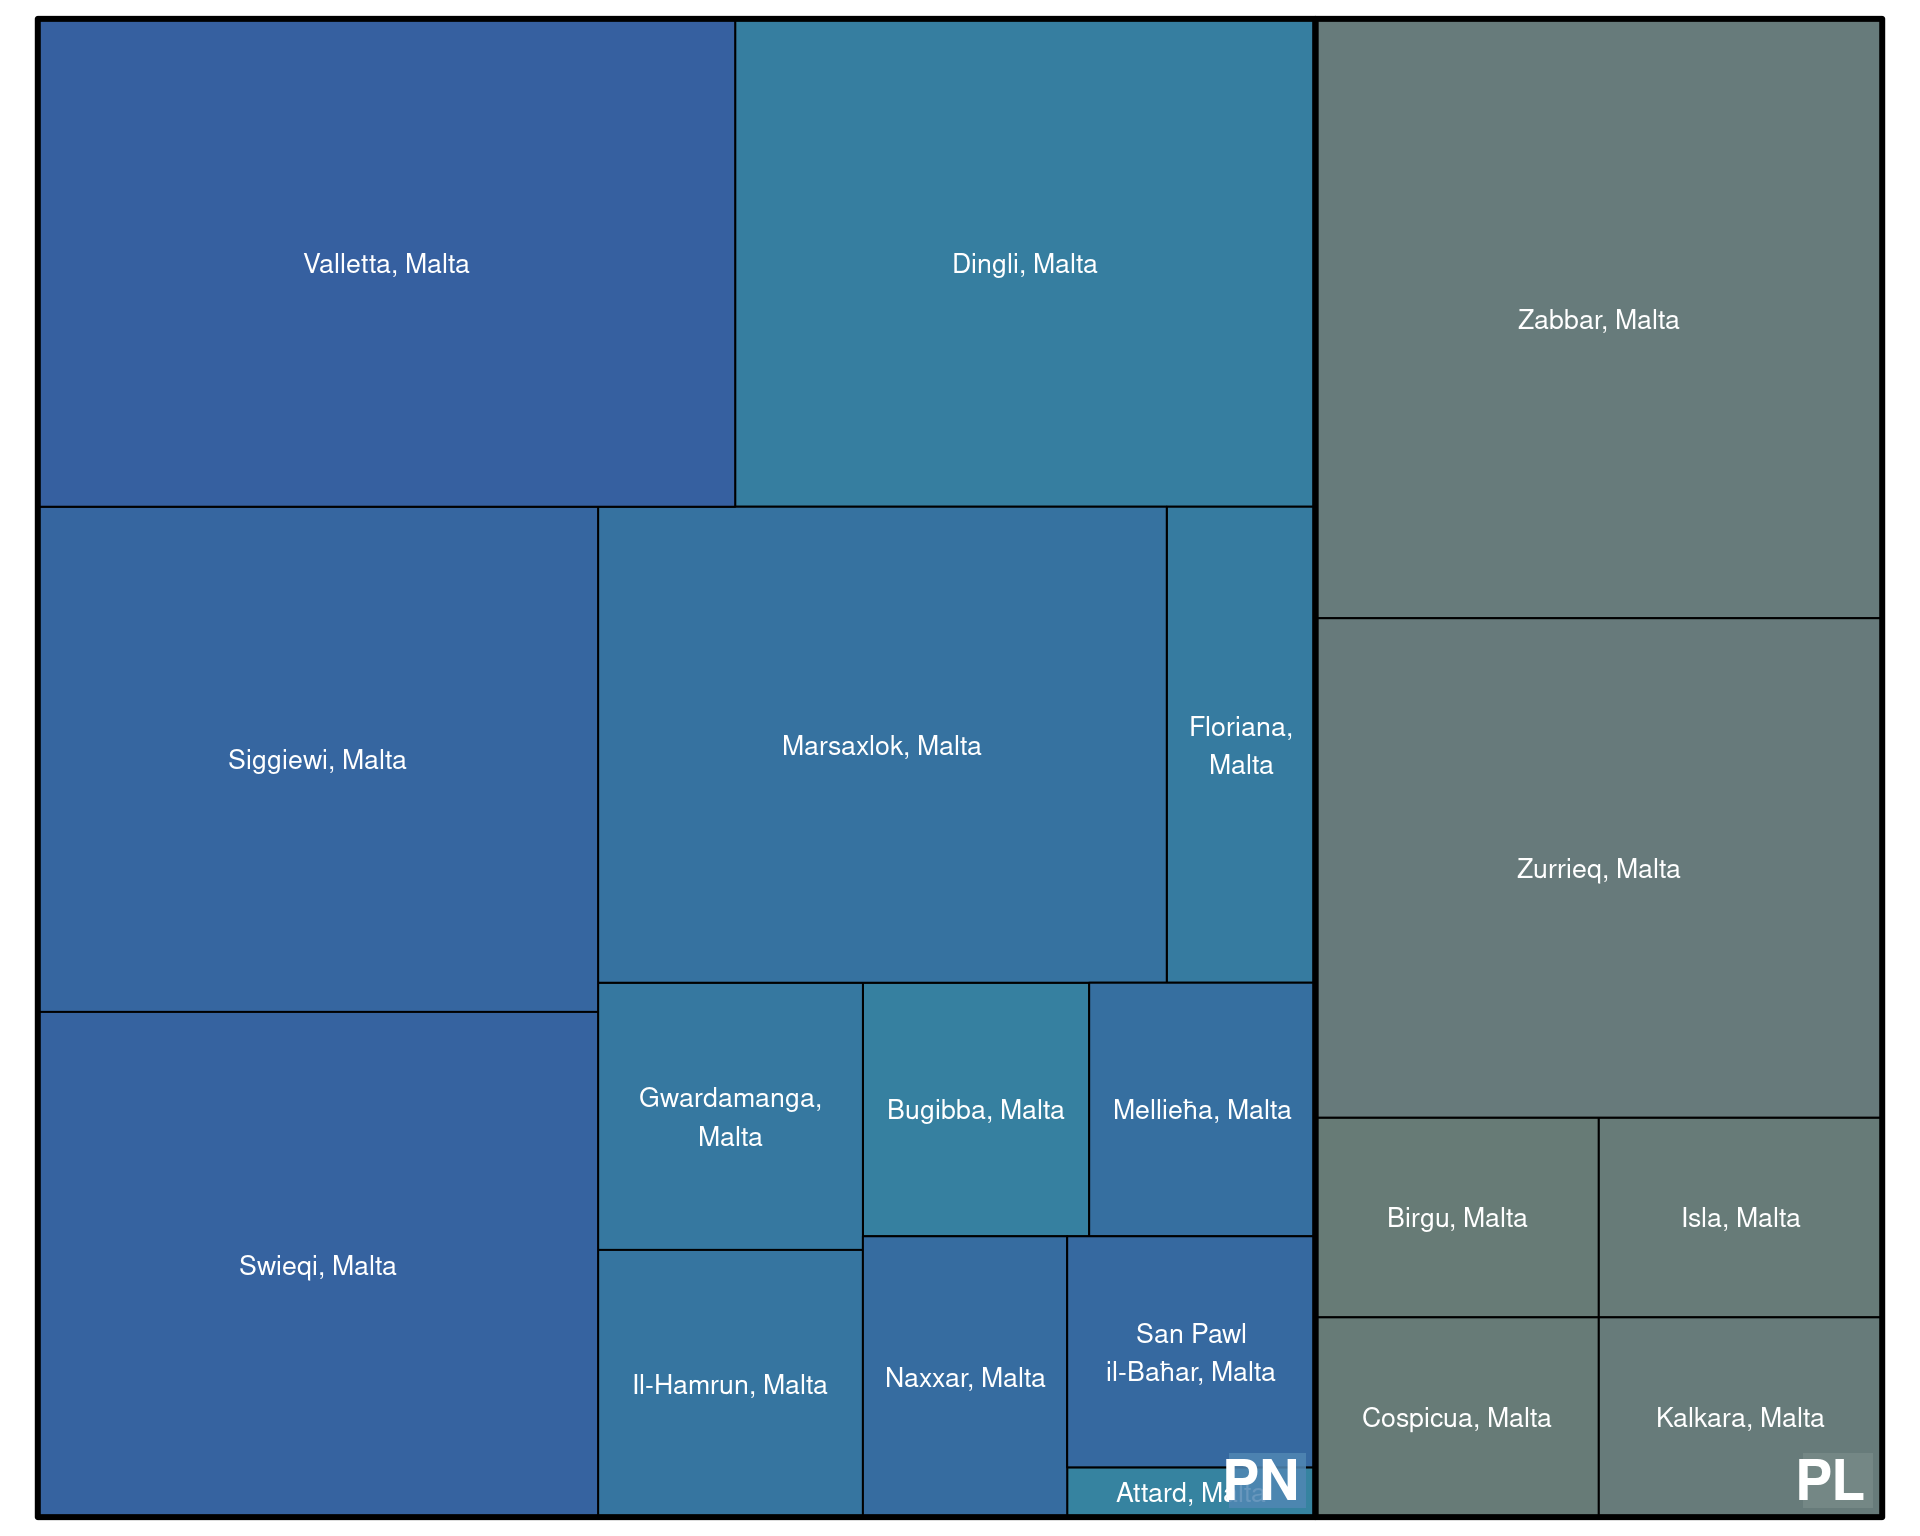 Valletta, Malta
Dingli, Malta
Zabbar, Malta
Siggiewi, Malta
Marsaxlok, Malta
Floriana,
Malta
Zurrieq, Malta
Gwardamanga,
Malta
Bugibba, Malta
Mellieħa, Malta
Birgu, Malta
Isla, Malta
Swieqi, Malta
Il-Hamrun, Malta
Naxxar, Malta
San Pawl
il-Baħar, Malta
Cospicua, Malta
Kalkara, Malta
Attard, Malta
PN
PL